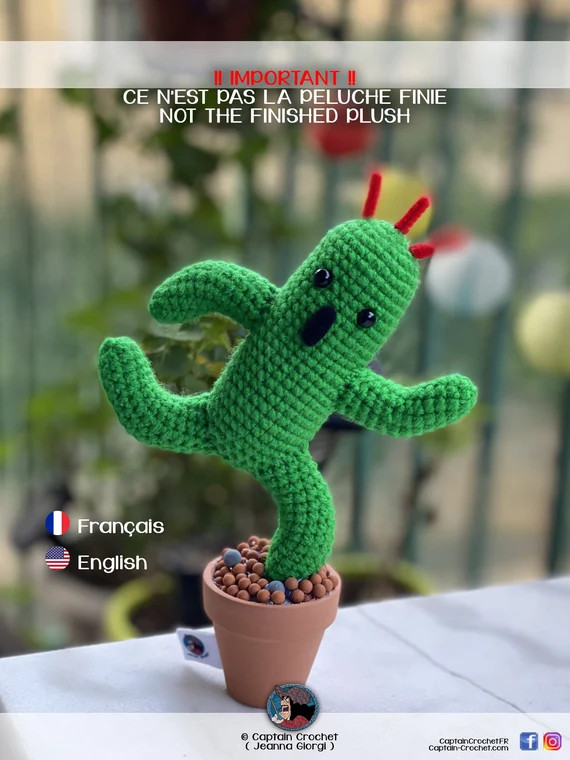 !! IMPORTANT !!
CE N'EST PAS LA PELUCHE FINIE
NOT THE FINISHED PLUSH
Français
English
© Captain Crochet
( Jeanna Giorgi )
CaptainCrochetFR
Captain-Crochet.com